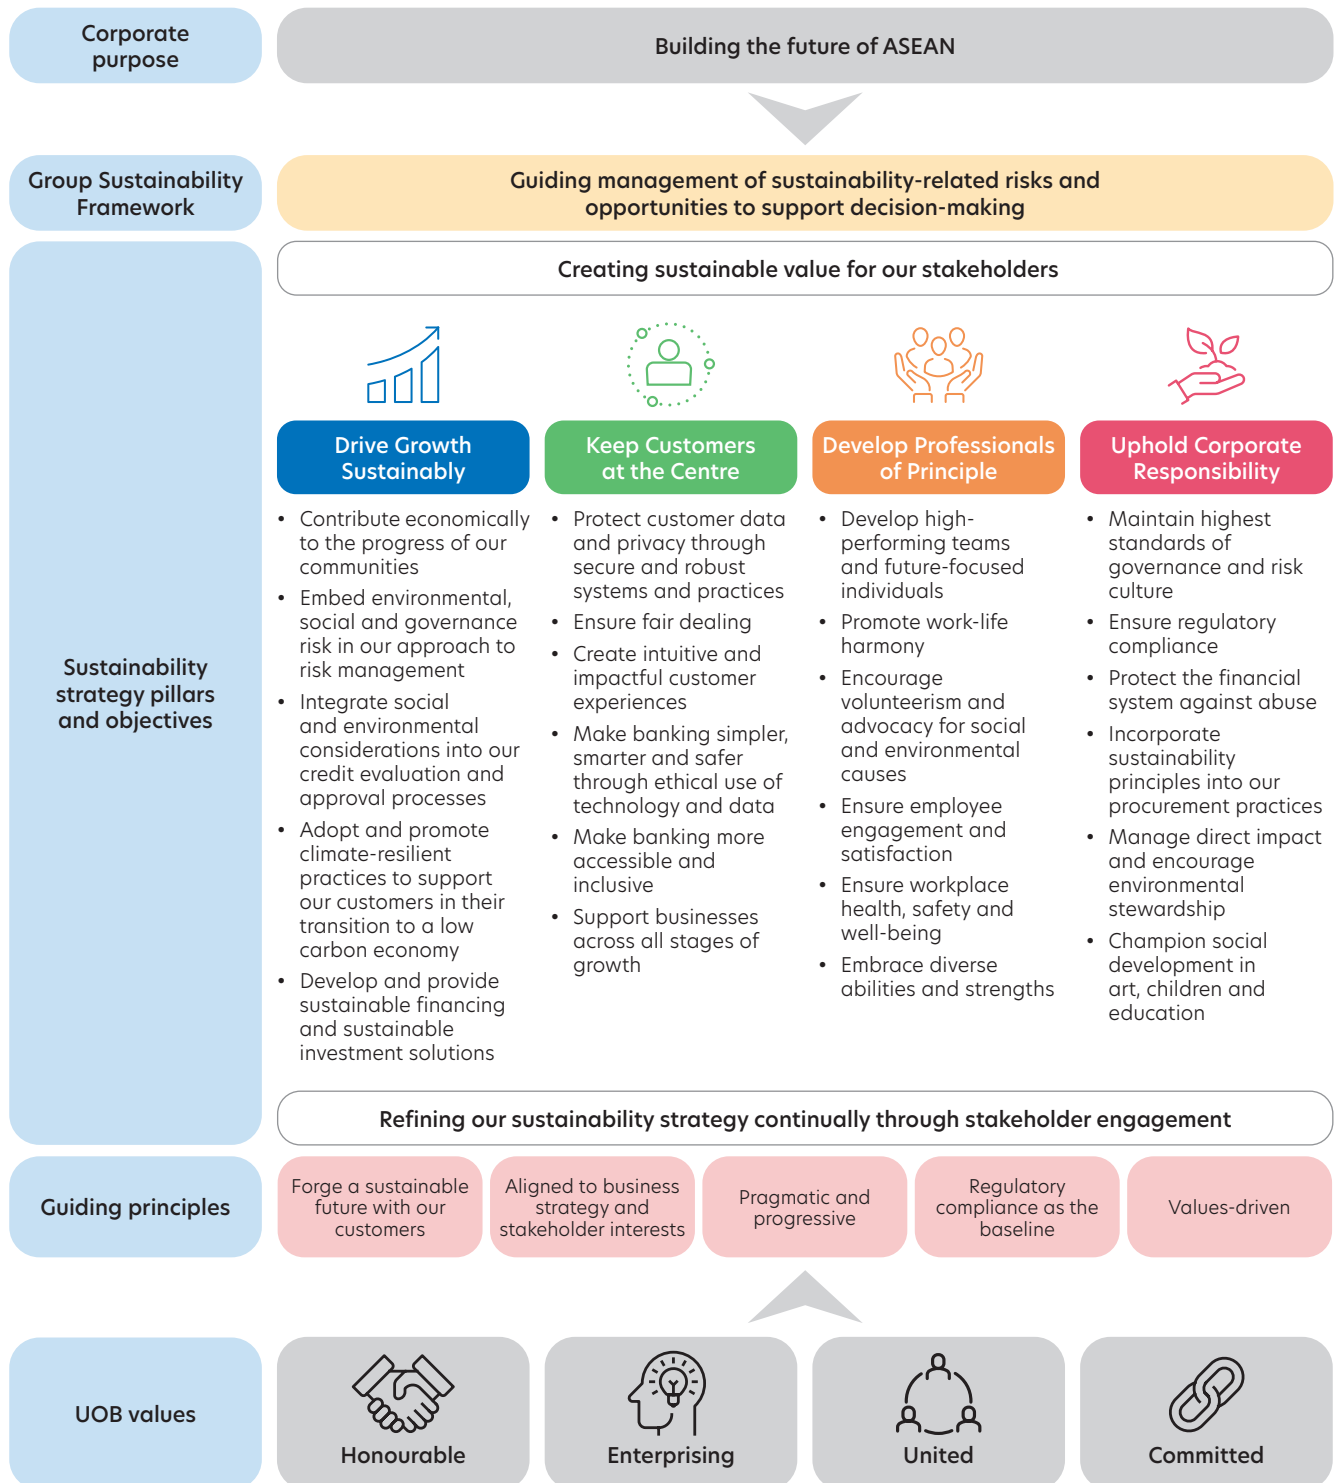 Corporate
purpose
Building the future of ASEAN
Group Sustainability
Framework
Guiding management of sustainability-related risks and
opportunities to support decision-making
Sustainability
strategy pillars
and objectives
Creating sustainable value for our stakeholders
Drive Growth
Sustainably
• Contribute economically
to the progress of our
communities
• Embed environmental,
social and governance
risk in our approach to
risk management
• Integrate social
and environmental
considerations into our
credit evaluation and
approval processes
• Adopt and promote
climate-resilient
practices to support
our customers in their
transition to a low
carbon economy
• Develop and provide
sustainable financing
and sustainable
investment solutions
Keep Customers
at the Centre
• Protect customer data
and privacy through
secure and robust
systems and practices
• Ensure fair dealing
• Create intuitive and
impactful customer
experiences
• Make banking simpler,
smarter and safer
through ethical use of
technology and data
• Make banking more
accessible and
inclusive
• Support businesses
across all stages of
growth
Develop Professionals
of Principle
• Develop high-
performing teams
and future-focused
individuals
• Promote work-life
harmony
• Encourage
volunteerism and
advocacy for social
and environmental
causes
• Ensure employee
engagement and
satisfaction
• Ensure workplace
health, safety and
well-being
• Embrace diverse
abilities and strengths
Uphold Corporate
Responsibility
• Maintain highest
standards of
governance and risk
culture
• Ensure regulatory
compliance
• Protect the financial
system against abuse
• Incorporate
sustainability
principles into our
procurement practices
• Manage direct impact
and encourage
environmental
stewardship
• Champion social
development in
art, children and
education
Refining our sustainability strategy continually through stakeholder engagement
Guiding principles
Forge a sustainable
future with our
customers
Aligned to business
strategy and
stakeholder interests
Pragmatic and
progressive
Regulatory
compliance as the
baseline
Values-driven
UOB values
Honourable
Enterprising
United
Committed